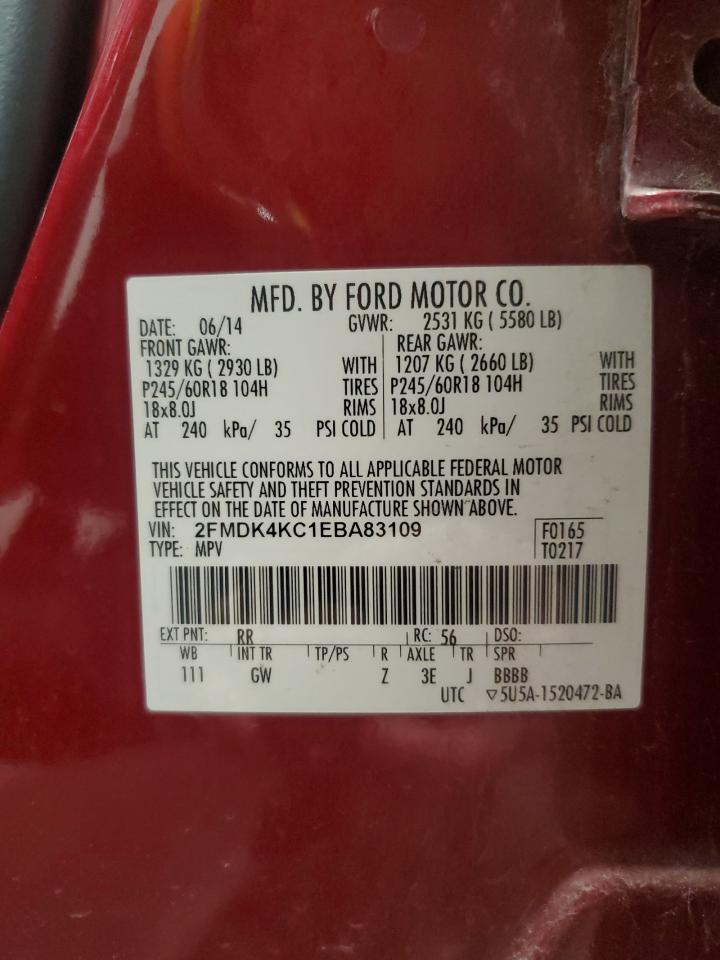 MFD. BY FORD MOTOR CO.
DATE: 06/14 GVWR: 2531 KG ( 5580 LB)
FRONT GAWR: REAR GAWR:
1329 KG ( 2930 LB) WITH 1207 KG ( 2660 LB) WITH
P245/60R18 104H TIRES P245/60R18 104H TIRES
18x8.0J RIMS 18x8.0J RIMS
AT 240 kPa/ 35 PSI COLD AT 240 kPa/ 35 PSI COLD
THIS VEHICLE CONFORMS TO ALL APPLICABLE FEDERAL MOTOR
VEHICLE SAFETY AND THEFT PREVENTION STANDARDS IN
EFFECT ON THE DATE OF MANUFACTURE SHOWN ABOVE.
VIN: 2FMDK4KC1EBA83109 F0165
TYPE: MPV T0217
EXT PNT: RR RC: 56 DSO:
WB INT TR TP/PS R AXLE TR SPR
111 GW Z 3E J BBBB
UTC ▽5U5A-1520472-BA